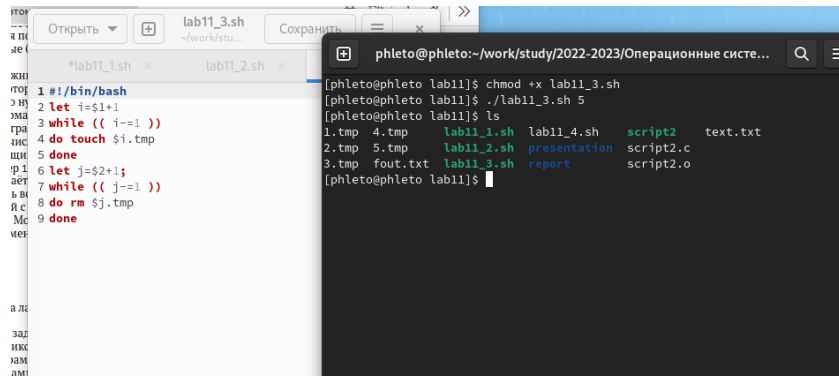 Открыть
lab11_3.sh
~/work/stu...
Сохранить
*lab11_1.sh ×
lab11_2.sh ×
1 #!/bin/bash
2 let i=$1+1
3 while (( i-=1 ))
4 do touch $i.tmp
5 done
6 let j=$2+1;
7 while (( j-=1 ))
8 do rm $j.tmp
9 done
phleto@phleto:~/work/study/2022-2023/Операционные систе...
[phleto@phleto lab11]$ chmod +x lab11_3.sh
[phleto@phleto lab11]$ ./lab11_3.sh 5
[phleto@phleto lab11]$ ls
1.tmp 4.tmp lab11_1.sh lab11_4.sh script2 text.txt
2.tmp 5.tmp lab11_2.sh presentation script2.c
3.tmp fout.txt lab11_3.sh report script2.o
[phleto@phleto lab11]$